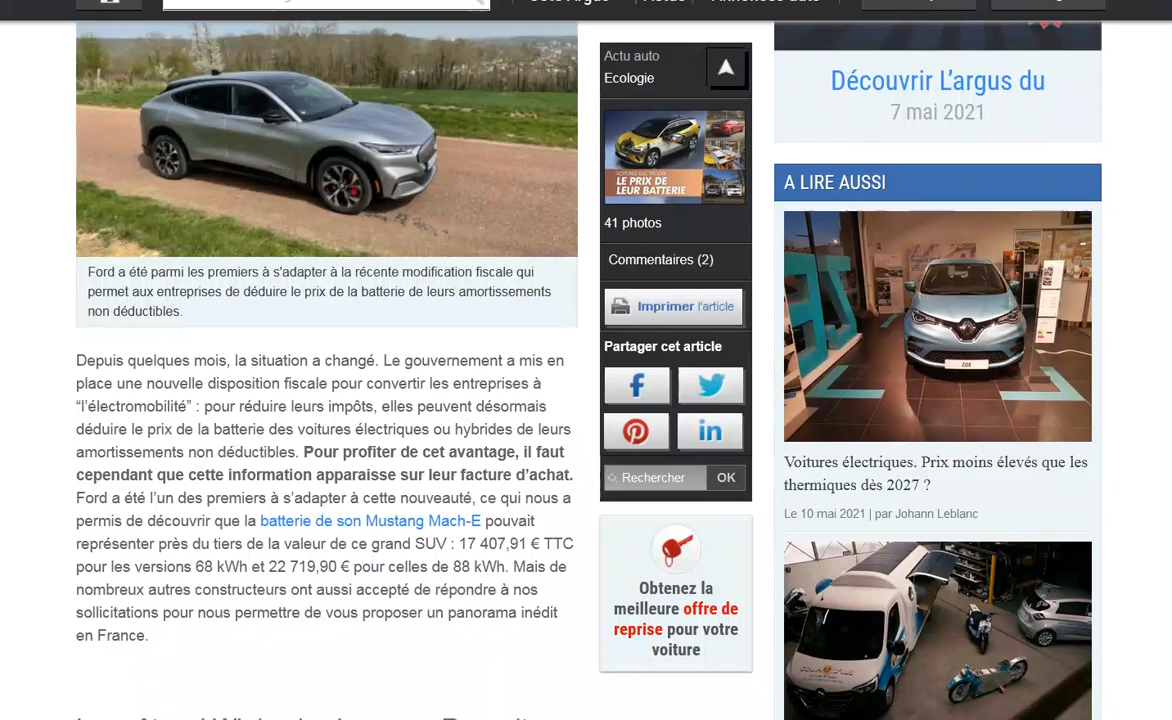 Ford a été parmi les premiers à s'adapter à la récente modification fiscale qui
permet aux entreprises de déduire le prix de la batterie de leurs amortissements
non déductibles.
Depuis quelques mois, la situation a changé. Le gouvernement a mis en
place une nouvelle disposition fiscale pour convertir les entreprises à
“l’électromobilité” : pour réduire leurs impôts, elles peuvent désormais
déduire le prix de la batterie des voitures électriques ou hybrides de leurs
amortissements non déductibles. Pour profiter de cet avantage, il faut
cependant que cette information apparaisse sur leur facture d’achat.
Ford a été l’un des premiers à s’adapter à cette nouveauté, ce qui nous a
permis de découvrir que la batterie de son Mustang Mach-E pouvait
représenter près du tiers de la valeur de ce grand SUV : 17 407,91 € TTC
pour les versions 68 kWh et 22 719,90 € pour celles de 88 kWh. Mais de
nombreux autres constructeurs ont aussi accepté de répondre à nos
sollicitations pour nous permettre de vous proposer un panorama inédit
en France.
Actu auto
Ecologie
VOITURES ÉLECTRIQUES
LE PRIX DE
LEUR BATTERIE
41 photos
Commentaires (2)
Imprimer l'article
Partager cet article
Rechercher OK
Obtenez la
meilleure offre de
reprise pour votre
voiture
Découvrir L’argus du
7 mai 2021
A LIRE AUSSI
ZOE
Voitures électriques. Prix moins élevés que les
thermiques dès 2027 ?
Le 10 mai 2021 | par Johann Leblanc